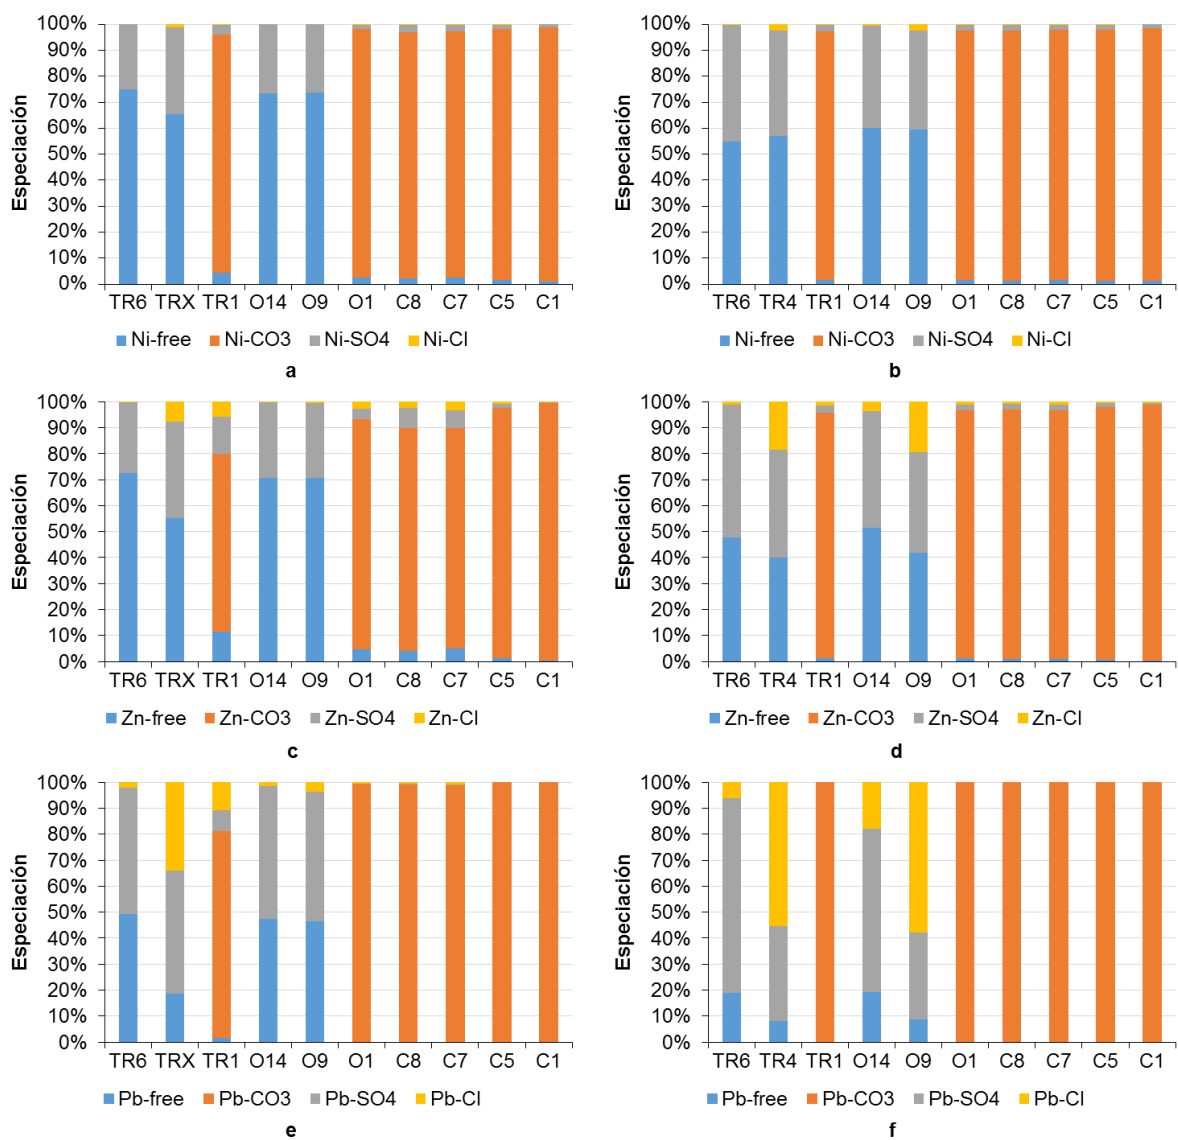 100%
90%
80%
70%
60%
50%
40%
30%
20%
10%
0%
Especiación
TR6 TRX TR1 O14 O9 O1 C8 C7 C5 C1
Ni-free Ni-CO3 Ni-SO4 Ni-Cl
a
100%
90%
80%
70%
60%
50%
40%
30%
20%
10%
0%
Especiación
TR6 TR4 TR1 O14 O9 O1 C8 C7 C5 C1
Ni-free Ni-CO3 Ni-SO4 Ni-Cl
b
100%
90%
80%
70%
60%
50%
40%
30%
20%
10%
0%
Especiación
TR6 TRX TR1 O14 O9 O1 C8 C7 C5 C1
Zn-free Zn-CO3 Zn-SO4 Zn-Cl
c
100%
90%
80%
70%
60%
50%
40%
30%
20%
10%
0%
Especiación
TR6 TR4 TR1 O14 O9 O1 C8 C7 C5 C1
Zn-free Zn-CO3 Zn-SO4 Zn-Cl
d
100%
90%
80%
70%
60%
50%
40%
30%
20%
10%
0%
Especiación
TR6 TRX TR1 O14 O9 O1 C8 C7 C5 C1
Pb-free Pb-CO3 Pb-SO4 Pb-Cl
e
100%
90%
80%
70%
60%
50%
40%
30%
20%
10%
0%
Especiación
TR6 TR4 TR1 O14 O9 O1 C8 C7 C5 C1
Pb-free Pb-CO3 Pb-SO4 Pb-Cl
f